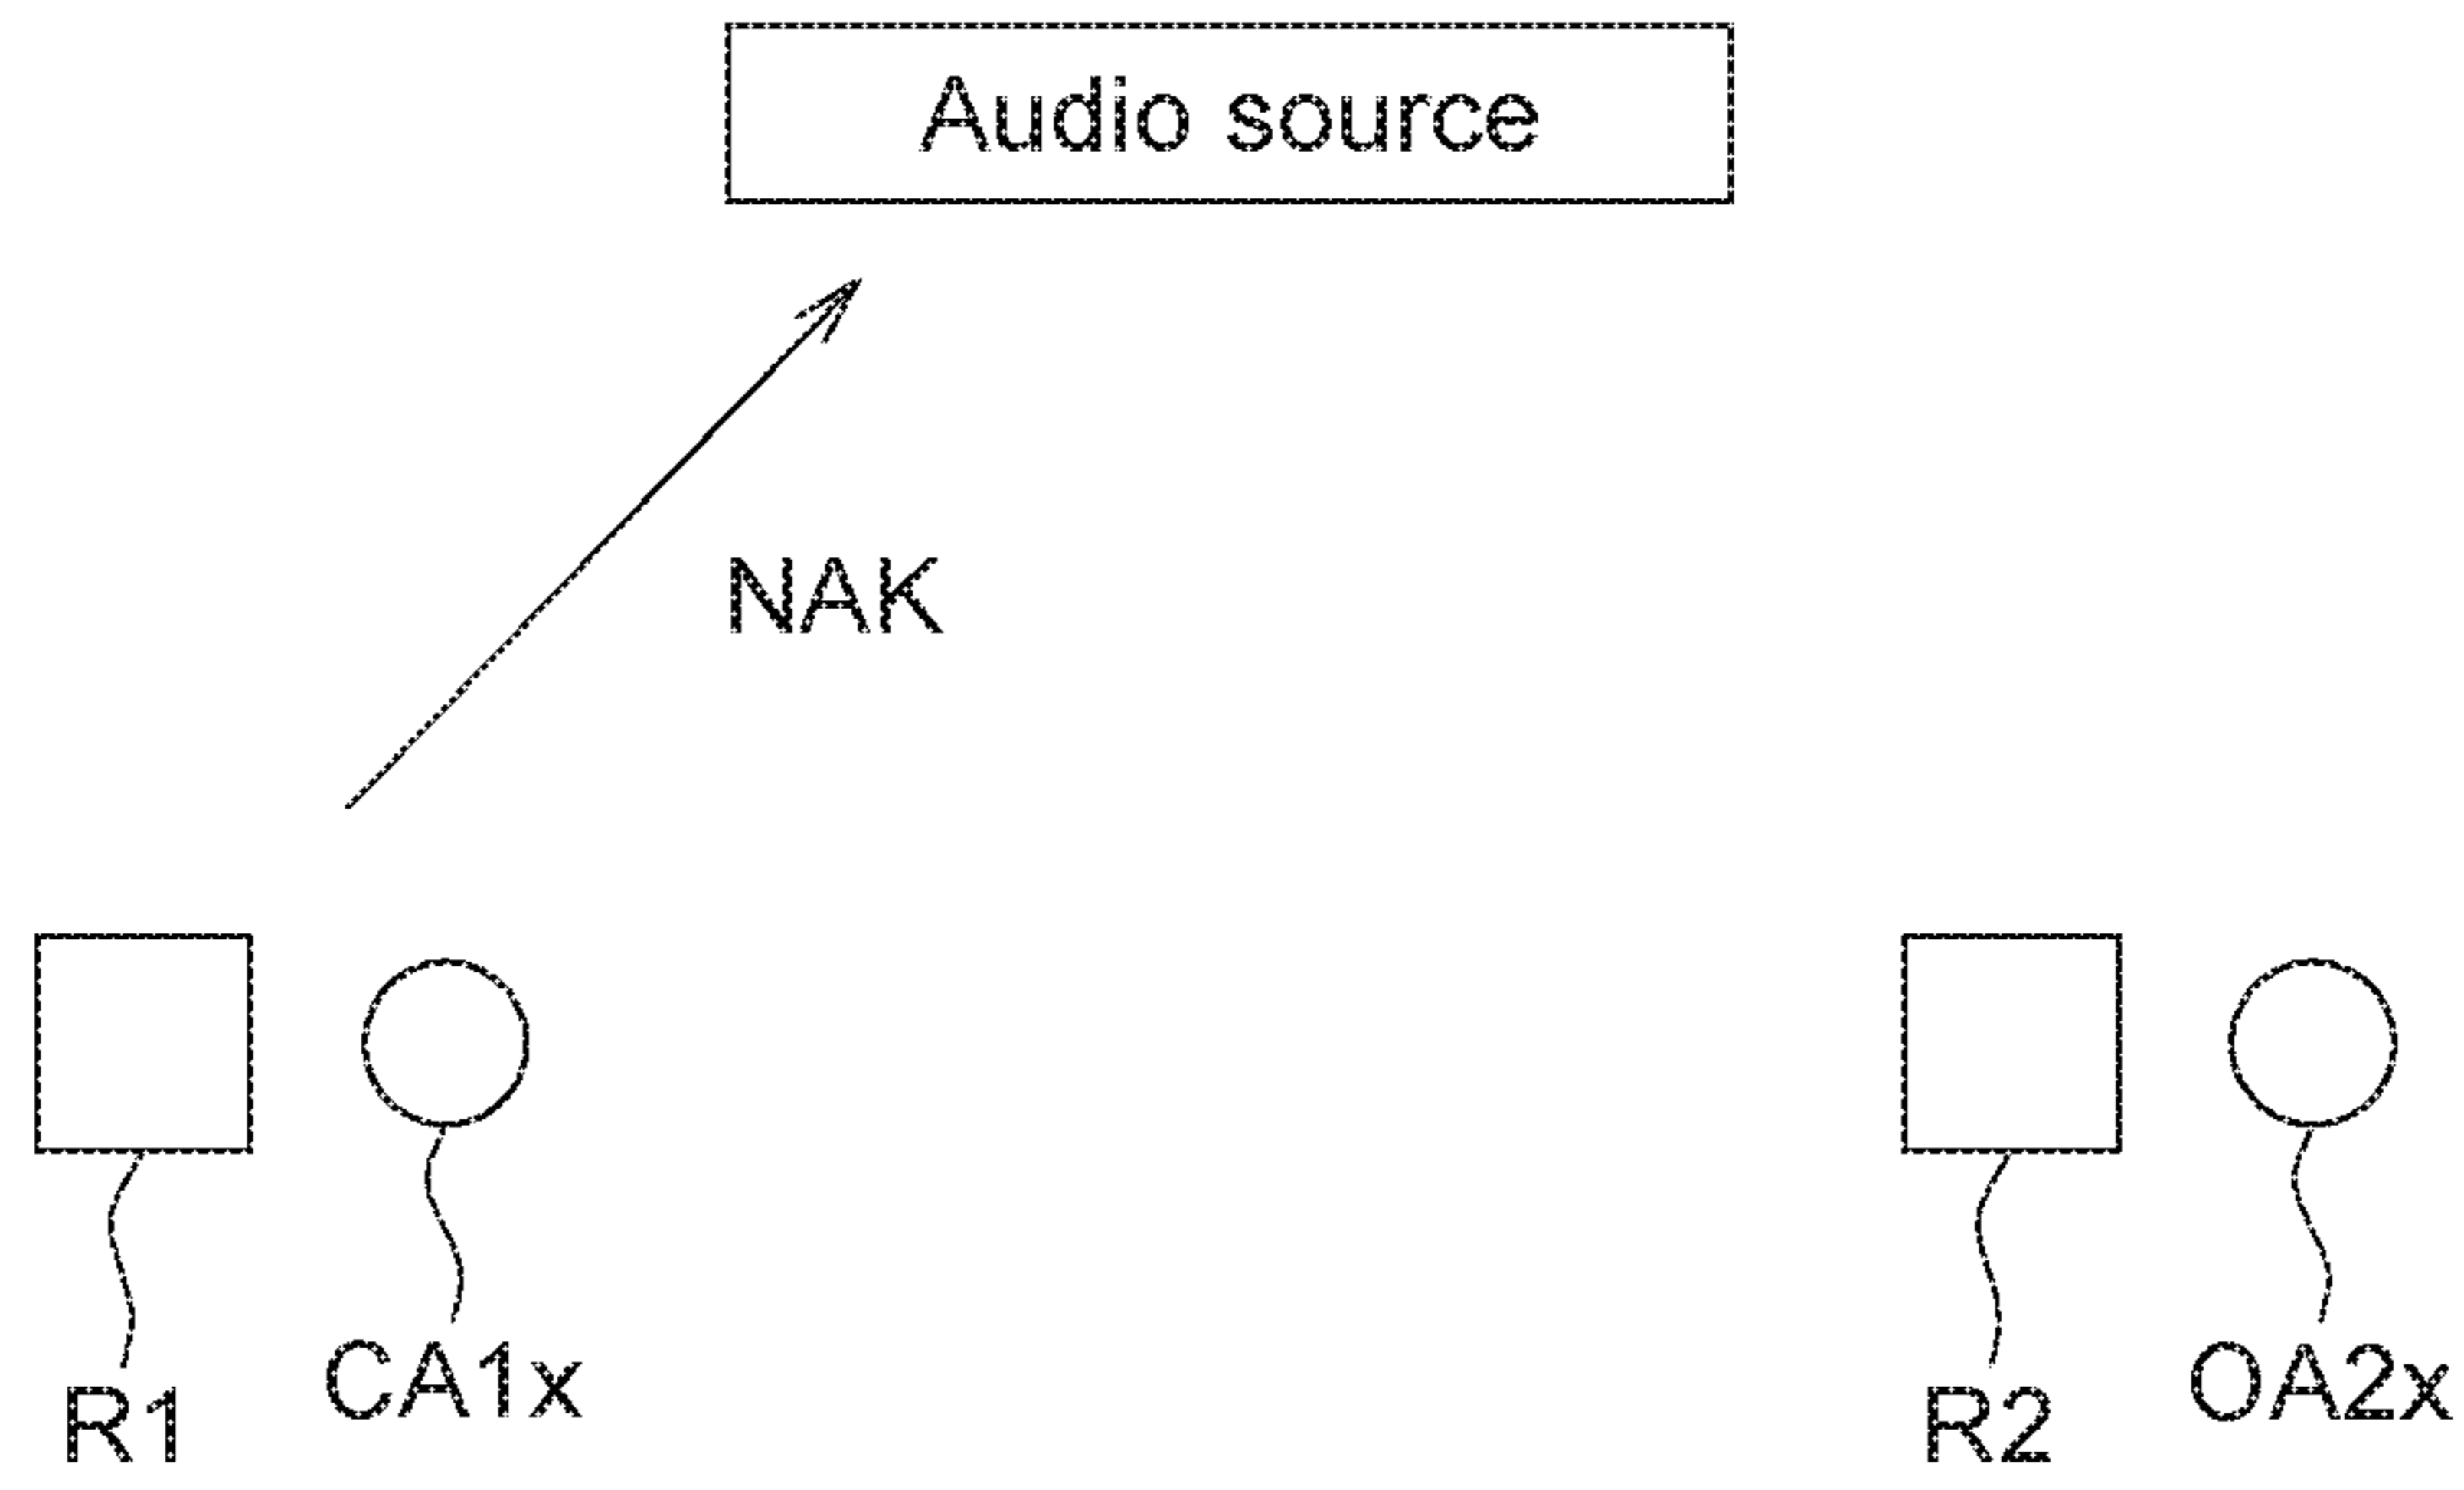 Audio source
NAK
CA1x
OA2x
R1
R2